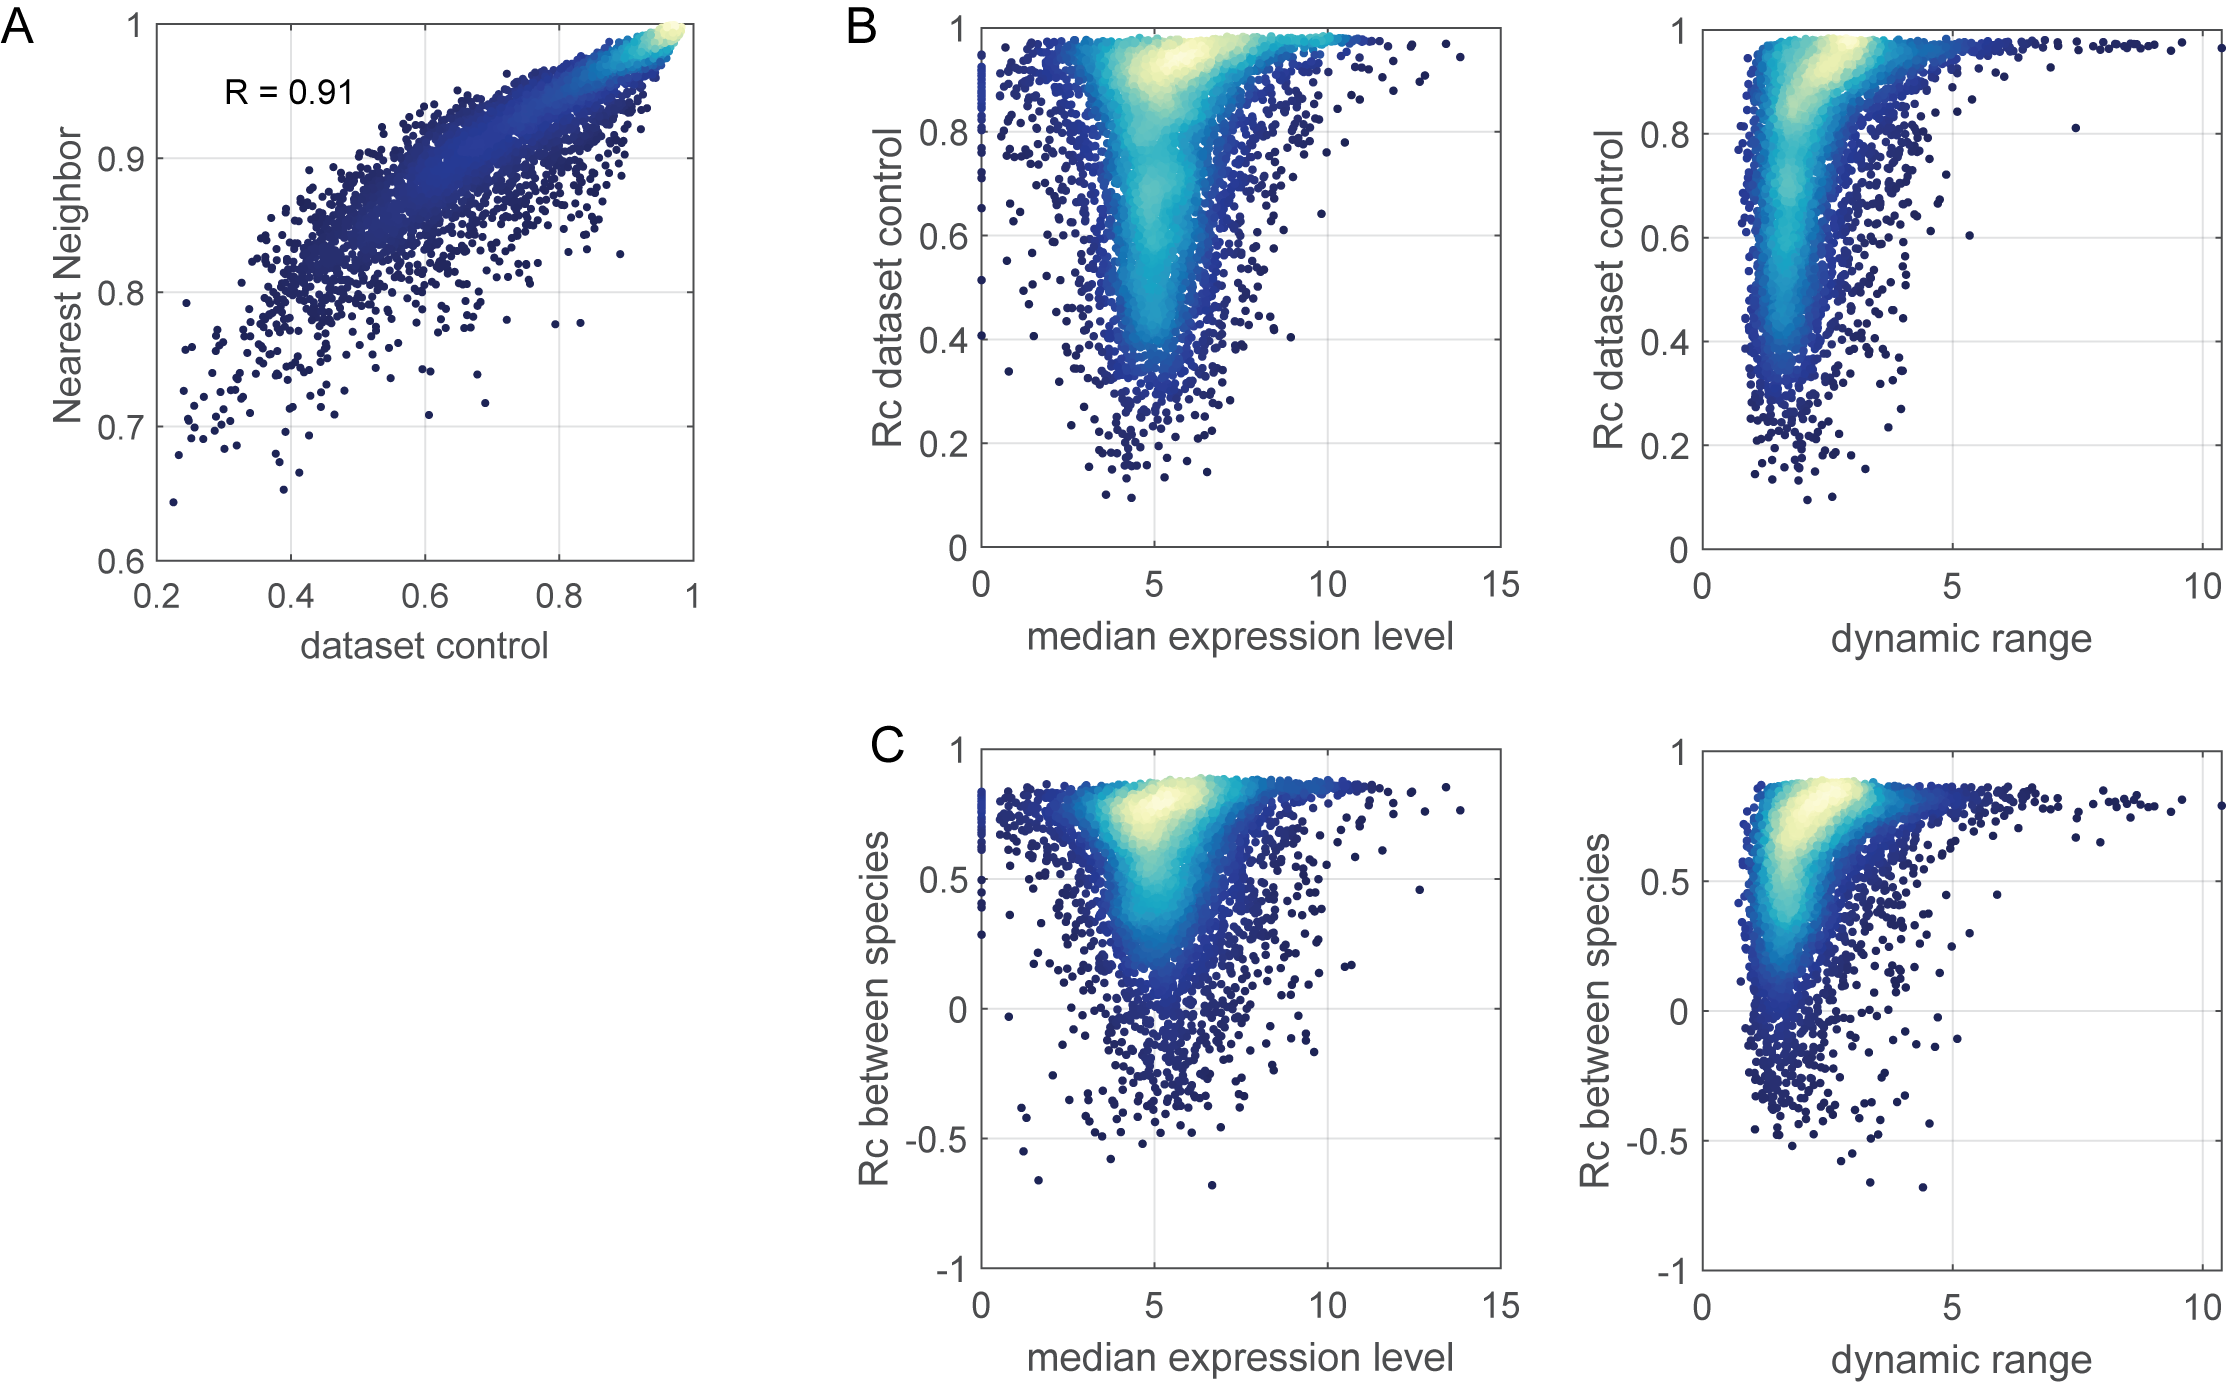 A
R = 0.91
Nearest Neighbor
1
0.9
0.8
0.7
0.6
0.2 0.4 0.6 0.8 1
dataset control
B
Rc dataset control
1
0.8
0.6
0.4
0.2
0
0 5 10 15
median expression level
Rc dataset control
1
0.8
0.6
0.4
0.2
0
0 5 10
dynamic range
C
Rc between species
1
0.5
0
-0.5
-1
0 5 10 15
median expression level
Rc between species
1
0.5
0
-0.5
-1
0 5 10
dynamic range